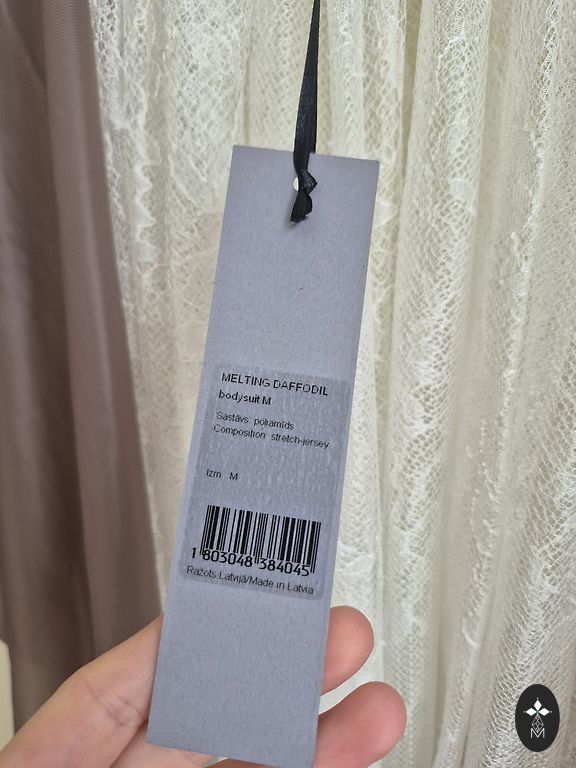 MELTING DAFFODIL
bodysuit M
Sastāvs poliamīds
Composition stretch-jersey
Izm. M
1 803048 384045
Ražots Latvijā/Made in Latvia
M